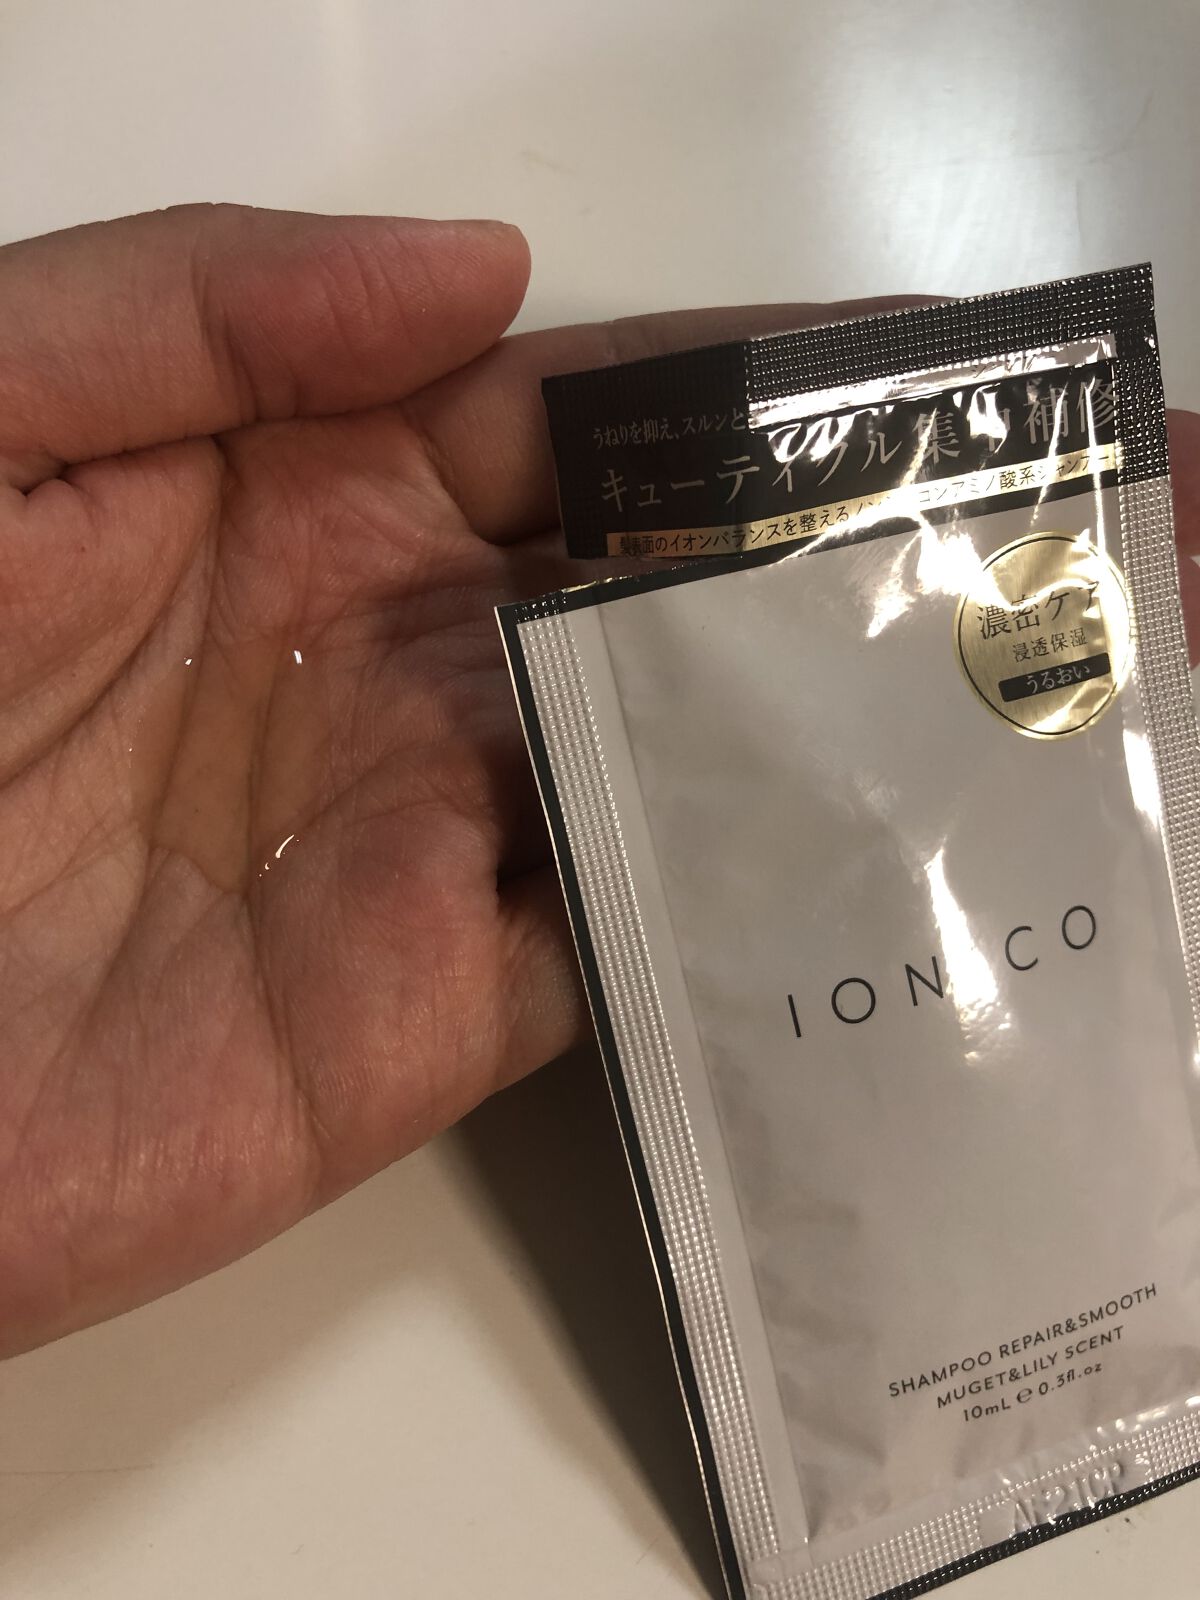 うねりを抑え、スルンと
キューティクル集中補修
髪表面のイオンバランスを整えるノン コンアミノ酸系シャンプー
濃密ケア
浸透保湿
うるおい
ION CO
SHAMPOO REPAIR&SMOOTH
MUGET&LILY SCENT
10mL ℮ 0.3fl.oz